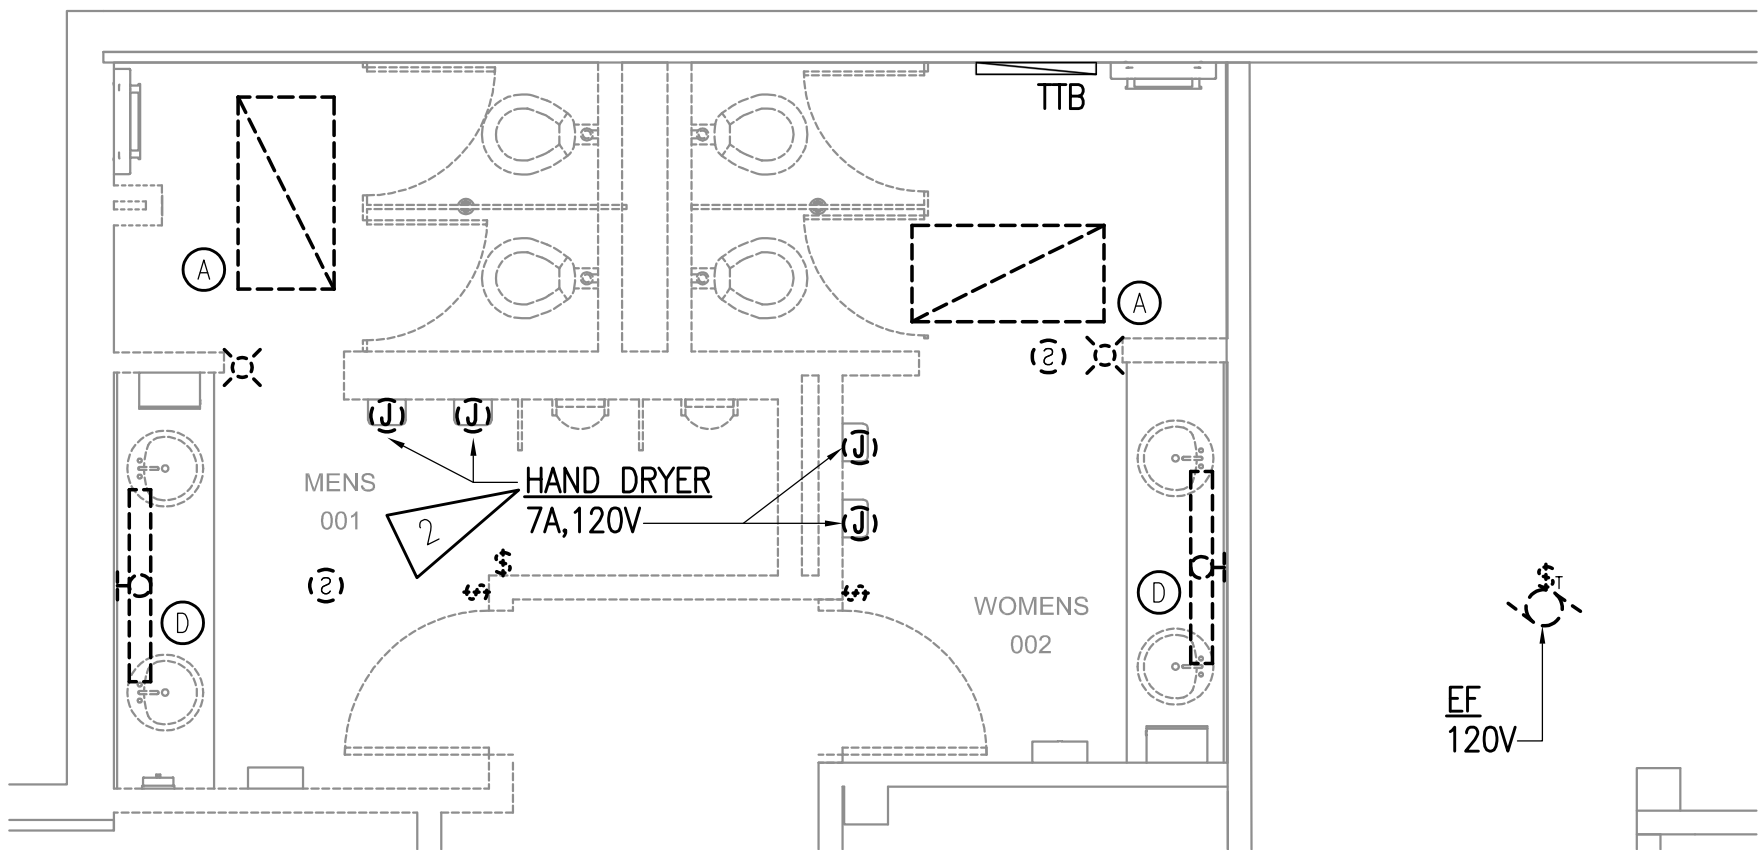 TTB
A
A
S
J
J
J
MENS
001
HAND DRYER
7A,120V
2
J
S
$
$
$
D
D
WOMENS
002
$T
EF
120V